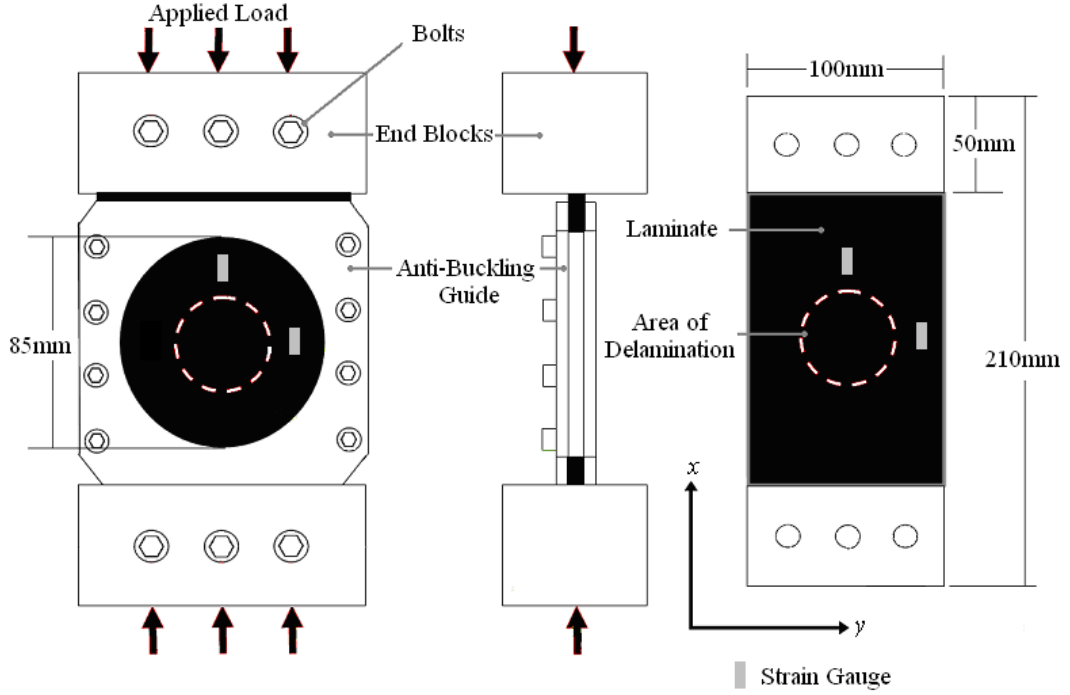 Applied Load
Bolts
End Blocks
Anti-Buckling
Guide
85mm
100mm
50mm
Laminate
Area of
Delamination
210mm
x
y
Strain Gauge